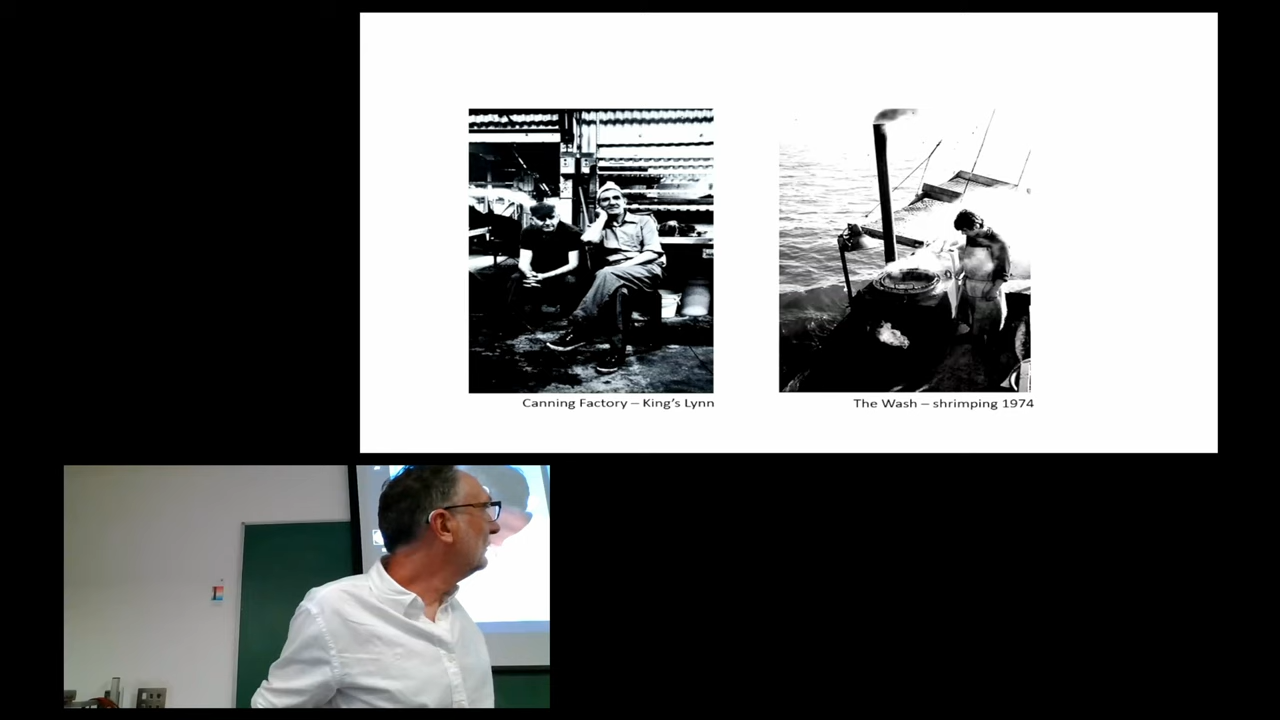 Canning Factory – King's Lynn
The Wash – shrimping 1974